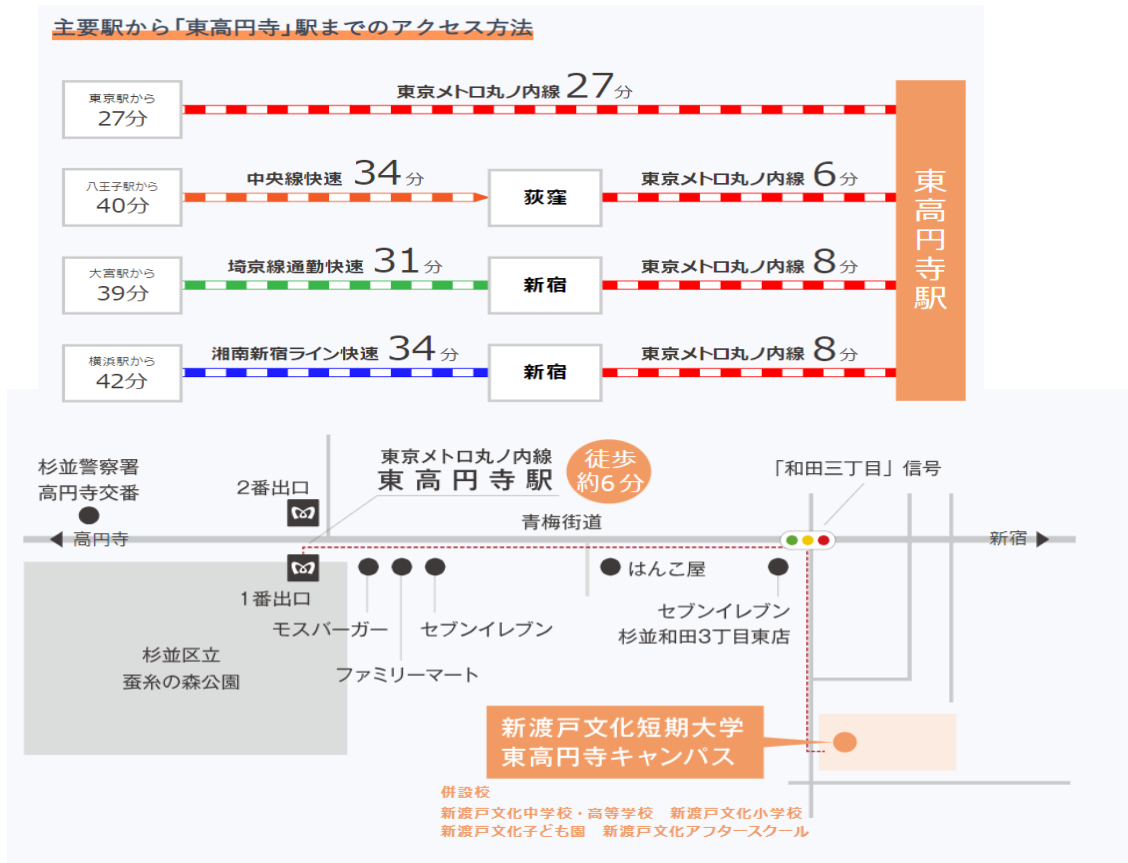 主要駅から「東高円寺」駅までのアクセス方法
東京駅から
27分
東京メトロ丸ノ内線 27分
八王子駅から
40分
中央線快速 34分
荻窪
東京メトロ丸ノ内線 6分
大宮駅から
39分
埼京線通勤快速 31分
新宿
東京メトロ丸ノ内線 8分
横浜駅から
42分
湘南新宿ライン快速 34分
新宿
東京メトロ丸ノ内線 8分
東高円寺駅
杉並警察署
高円寺交番
2番出口
東京メトロ丸ノ内線
東高円寺駅
徒歩
約6分
「和田三丁目」信号
青梅街道
高円寺
新宿
1番出口
モスバーガー
ファミリーマート
セブンイレブン
はんこ屋
セブンイレブン
杉並和田3丁目東店
杉並区立
蚕糸の森公園
新渡戸文化短期大学
東高円寺キャンパス
併設校
新渡戸文化中学校・高等学校 新渡戸文化小学校
新渡戸文化子ども園 新渡戸文化アフタースクール